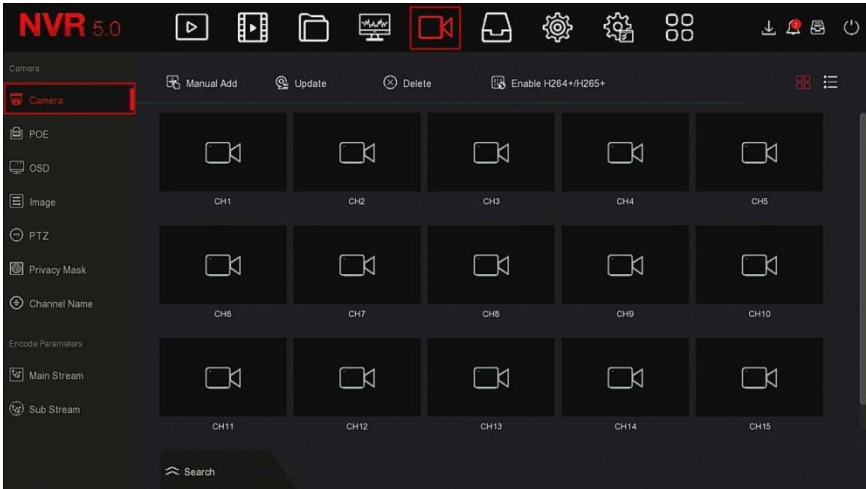 NVR 5.0
Camera
Manual Add Update Delete Enable H264+/H265+
Camera
POE
OSD
Image
PTZ
Privacy Mask
Channel Name
Encode Parameters
Main Stream
Sub Stream
CH1 CH2 CH3 CH4 CH5
CH6 CH7 CH8 CH9 CH10
CH11 CH12 CH13 CH14 CH15
Search